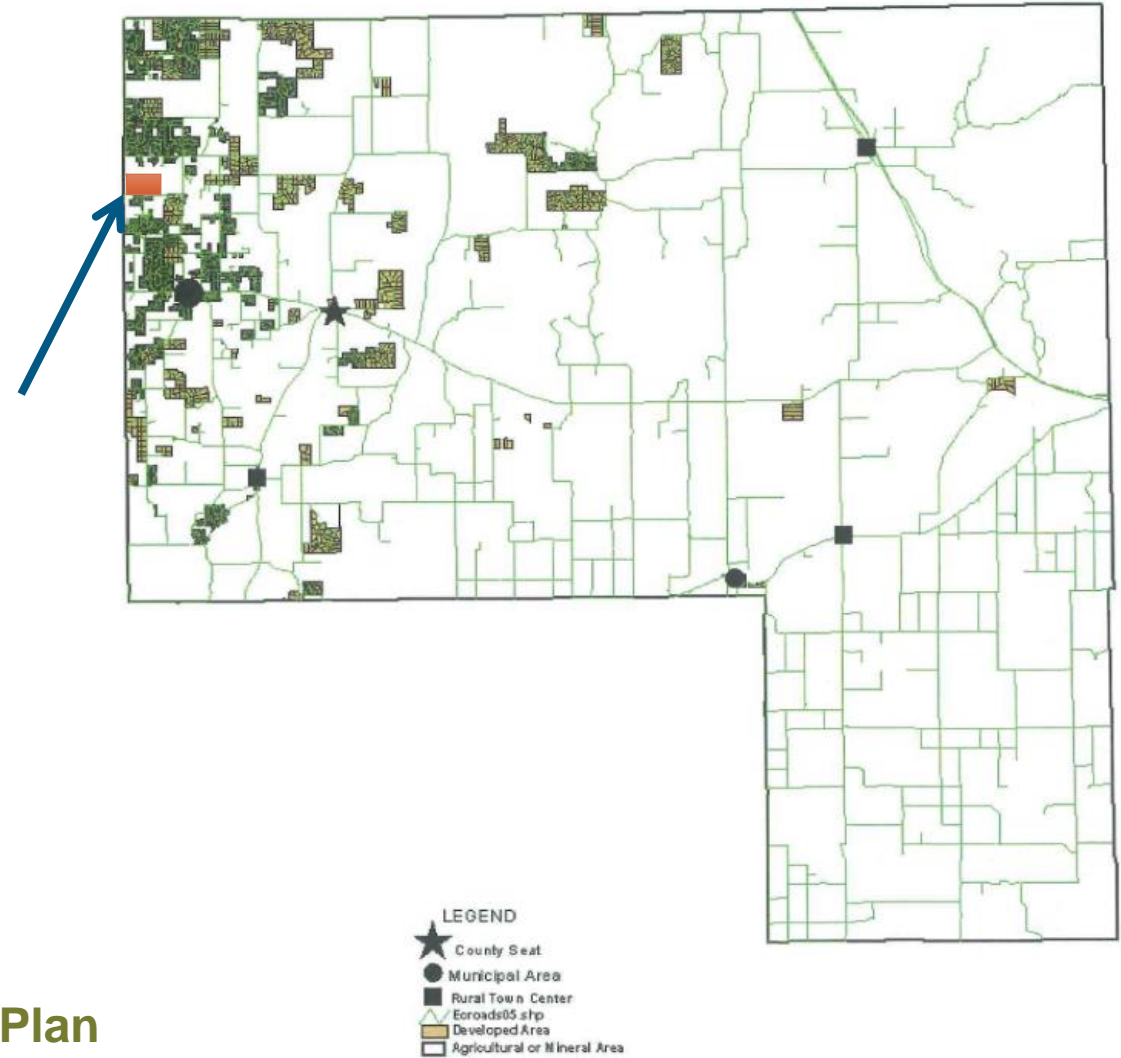 LEGEND
County Seat
Municipal Area
Rural Town Center
Ecroads05.shp
Developed Area
Agricultural or Mineral Area
Plan